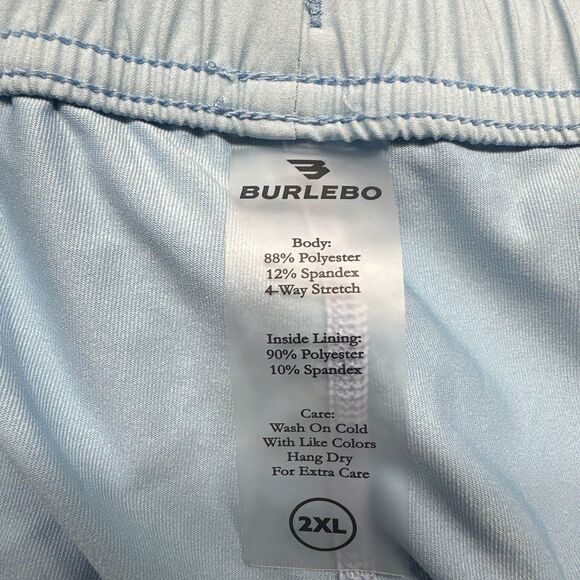 BURLEBO
Body:
88% Polyester
12% Spandex
4-Way Stretch
Inside Lining:
90% Polyester
10% Spandex
Care:
Wash On Cold
With Like Colors
Hang Dry
For Extra Care
2XL